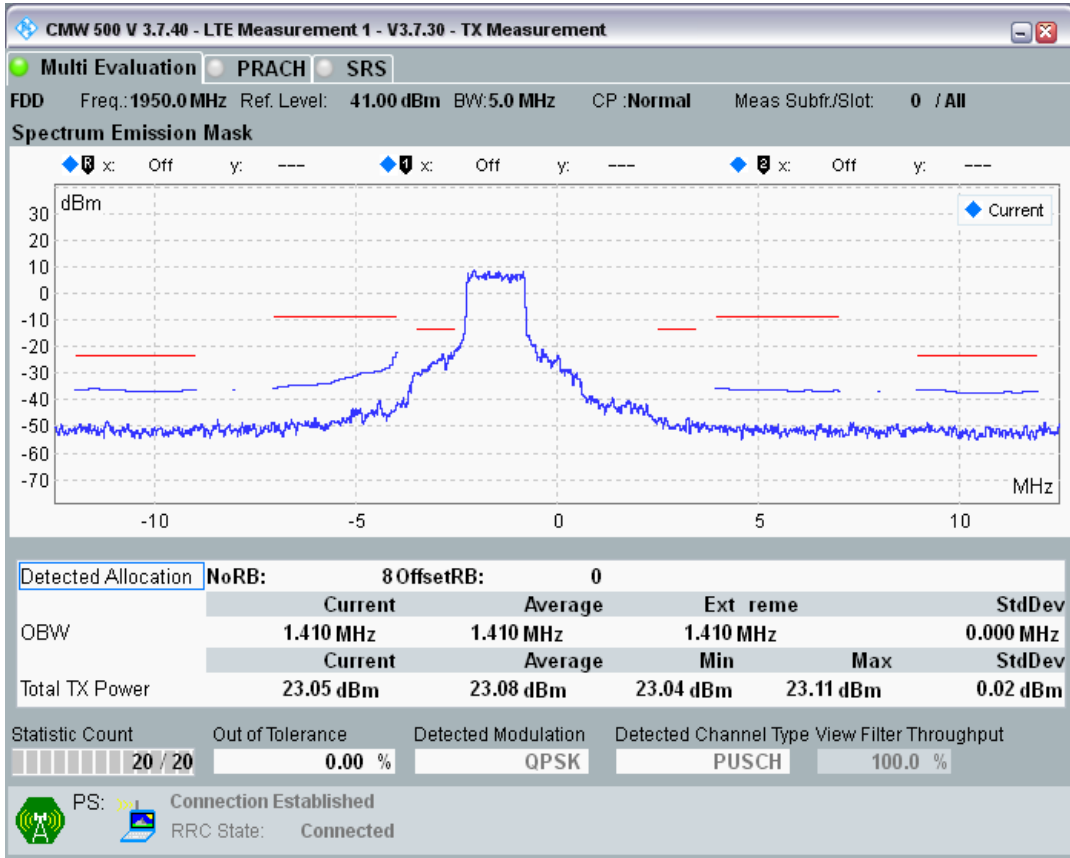 CMW 500 V 3.7.40 - LTE Measurement 1 - V3.7.30 - TX Measurement
Multi Evaluation PRACH SRS
FDD Freq.: 1950.0 MHz Ref. Level: 41.00 dBm BW: 5.0 MHz CP : Normal Meas Subfr./Slot: 0 / All
Spectrum Emission Mask
R x: Off y: --- 1 x: Off y: --- 2 x: Off y: ---
dBm
Current
30
20
10
0
-10
-20
-30
-40
-50
-60
-70
MHz
-10 -5 0 5 10
Detected Allocation NoRB: 8 OffsetRB: 0
Current Average Ext reme StdDev
OBW 1.410 MHz 1.410 MHz 1.410 MHz 0.000 MHz
Current Average Min Max StdDev
Total TX Power 23.05 dBm 23.08 dBm 23.04 dBm 23.11 dBm 0.02 dBm
Statistic Count Out of Tolerance Detected Modulation Detected Channel Type View Filter Throughput
20 / 20 0.00 % QPSK PUSCH 100.0 %
PS: Connection Established
RRC State: Connected